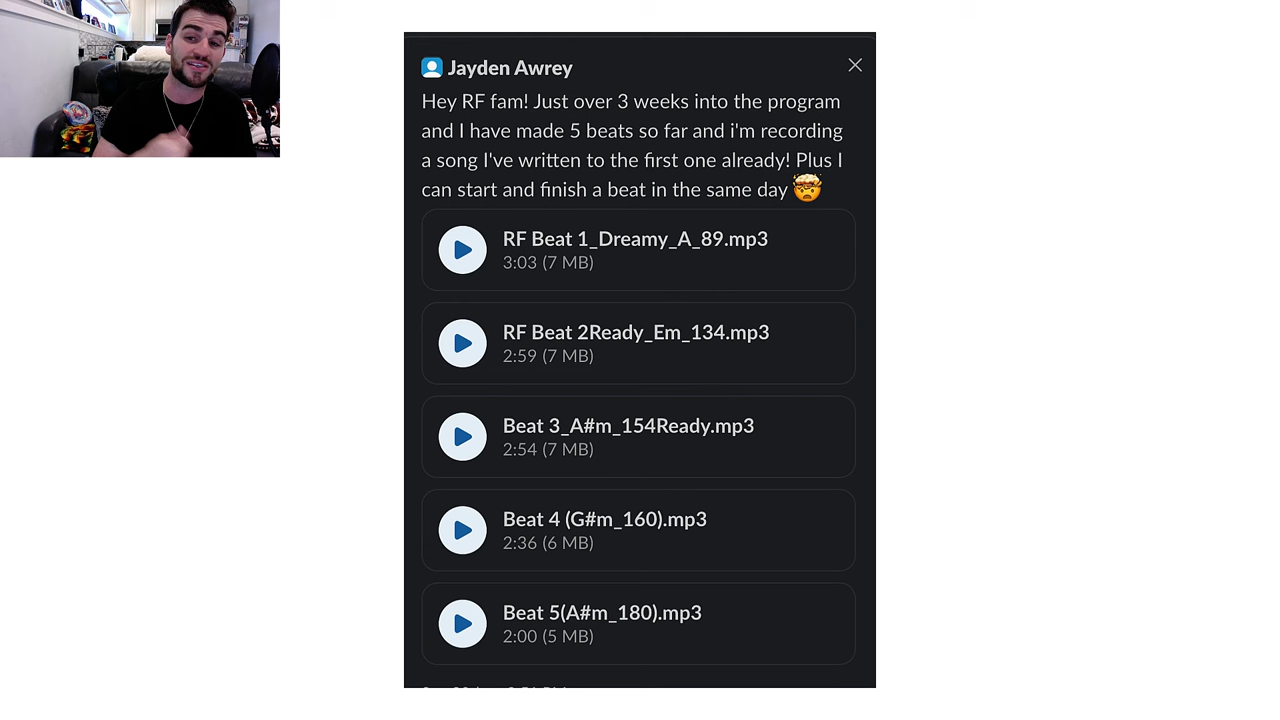 Jayden Awrey
Hey RF fam! Just over 3 weeks into the program
and I have made 5 beats so far and i'm recording
a song I've written to the first one already! Plus I
can start and finish a beat in the same day 🤯
RF Beat 1_Dreamy_A_89.mp3
3:03 (7 MB)
RF Beat 2Ready_Em_134.mp3
2:59 (7 MB)
Beat 3_A#m_154Ready.mp3
2:54 (7 MB)
Beat 4 (G#m_160).mp3
2:36 (6 MB)
Beat 5(A#m_180).mp3
2:00 (5 MB)